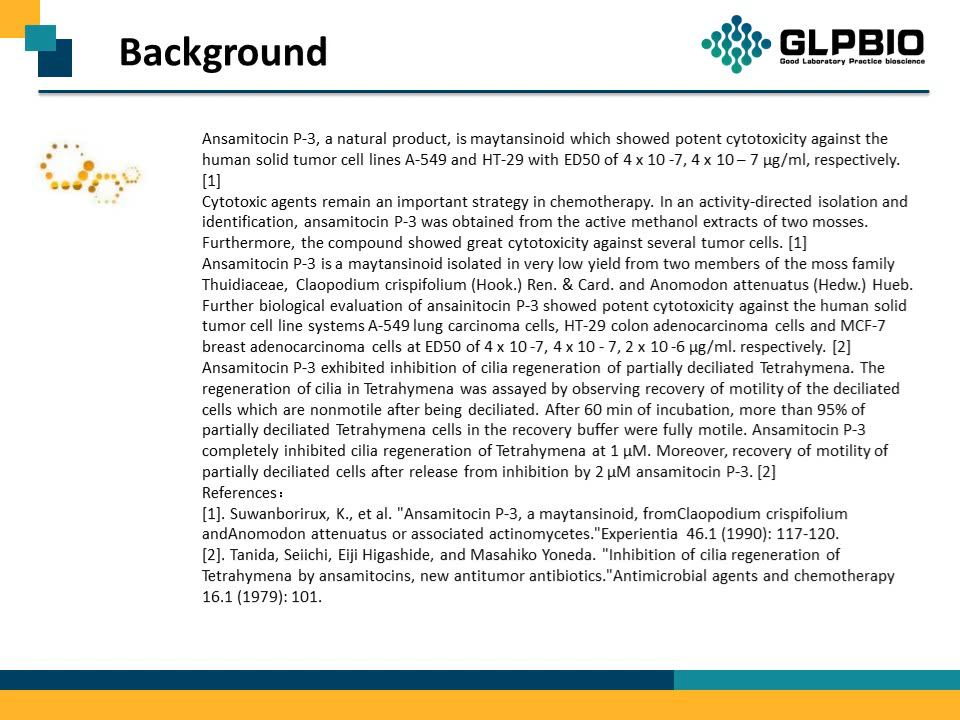 Background
GLPBIO
Good Laboratory Practice bioscience
Ansamitocin P-3, a natural product, is maytansinoid which showed potent cytotoxicity against the
human solid tumor cell lines A-549 and HT-29 with ED50 of 4 x 10 -7, 4 x 10 – 7 μg/ml, respectively.
[1]
Cytotoxic agents remain an important strategy in chemotherapy. In an activity-directed isolation and
identification, ansamitocin P-3 was obtained from the active methanol extracts of two mosses.
Furthermore, the compound showed great cytotoxicity against several tumor cells. [1]
Ansamitocin P-3 is a maytansinoid isolated in very low yield from two members of the moss family
Thuidiaceae, Claopodium crispifolium (Hook.) Ren. & Card. and Anomodon attenuatus (Hedw.) Hueb.
Further biological evaluation of ansainitocin P-3 showed potent cytotoxicity against the human solid
tumor cell line systems A-549 lung carcinoma cells, HT-29 colon adenocarcinoma cells and MCF-7
breast adenocarcinoma cells at ED50 of 4 x 10 -7, 4 x 10 - 7, 2 x 10 -6 μg/ml. respectively. [2]
Ansamitocin P-3 exhibited inhibition of cilia regeneration of partially deciliated Tetrahymena. The
regeneration of cilia in Tetrahymena was assayed by observing recovery of motility of the deciliated
cells which are nonmotile after being deciliated. After 60 min of incubation, more than 95% of
partially deciliated Tetrahymena cells in the recovery buffer were fully motile. Ansamitocin P-3
completely inhibited cilia regeneration of Tetrahymena at 1 μM. Moreover, recovery of motility of
partially deciliated cells after release from inhibition by 2 μM ansamitocin P-3. [2]
References：
[1]. Suwanborirux, K., et al. "Ansamitocin P-3, a maytansinoid, fromClaopodium crispifolium
andAnomodon attenuatus or associated actinomycetes."Experientia 46.1 (1990): 117-120.
[2]. Tanida, Seiichi, Eiji Higashide, and Masahiko Yoneda. "Inhibition of cilia regeneration of
Tetrahymena by ansamitocins, new antitumor antibiotics."Antimicrobial agents and chemotherapy
16.1 (1979): 101.